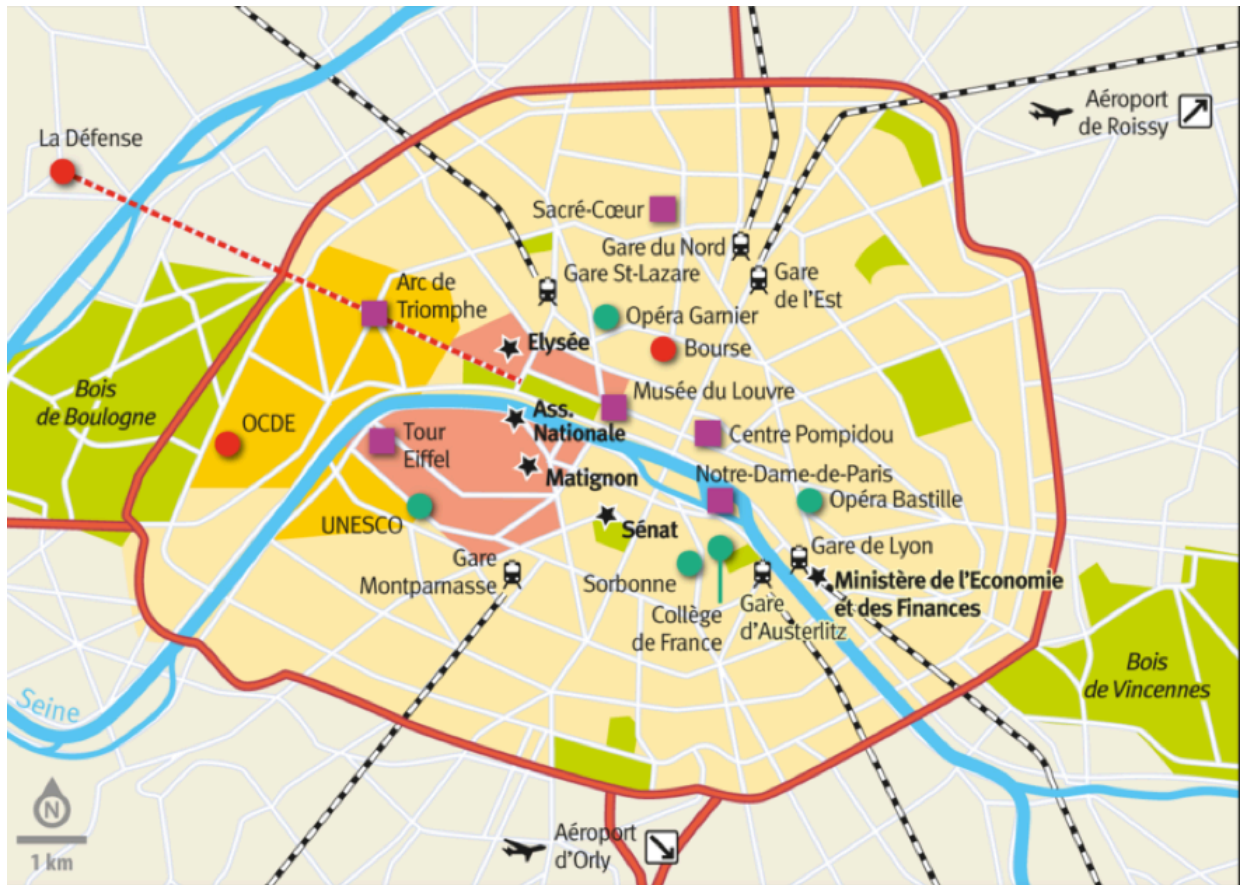 Aéroport
de Roissy
La Défense
Sacré-Cœur
Gare du Nord
Gare St-Lazare
Gare
de l'Est
Arc de
Triomphe
Opéra Garnier
Elysée
Bourse
Bois
de Boulogne
Musée du Louvre
OCDE
Ass.
Nationale
Tour
Eiffel
Centre Pompidou
Matignon
Notre-Dame-de-Paris
Opéra Bastille
UNESCO
Sénat
Gare
Montparnasse
Gare de Lyon
Sorbonne
Ministère de l'Economie
et des Finances
Collège
de France
Gare
d'Austerlitz
Bois
de Vincennes
Seine
N
1 km
Aéroport
d'Orly